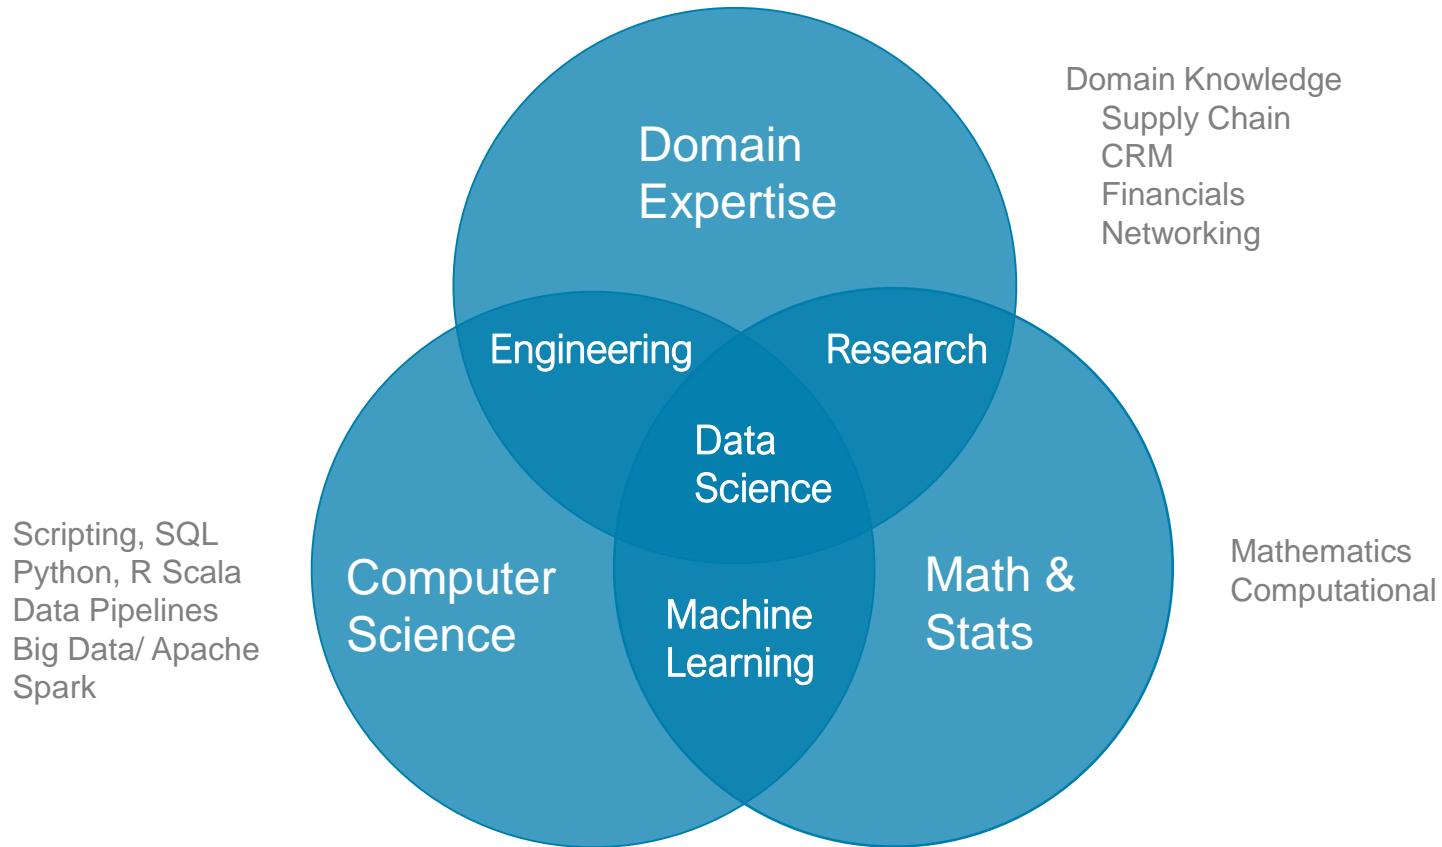 Domain Knowledge
Supply Chain
CRM
Financials
Networking
Domain
Expertise
Engineering
Research
Data
Science
Scripting, SQL
Python, R Scala
Data Pipelines
Big Data/ Apache
Spark
Computer
Science
Machine
Learning
Math &
Stats
Mathematics
Computational